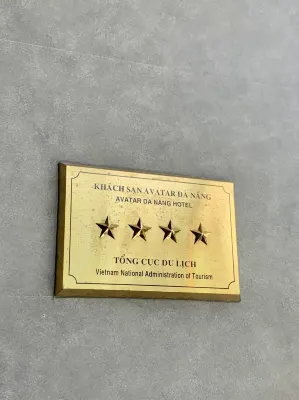 KHÁCH SẠN AVATAR ĐÀ NẴNG
AVATAR DA NANG HOTEL
TỔNG CỤC DU LỊCH
Vietnam National Administration of Tourism